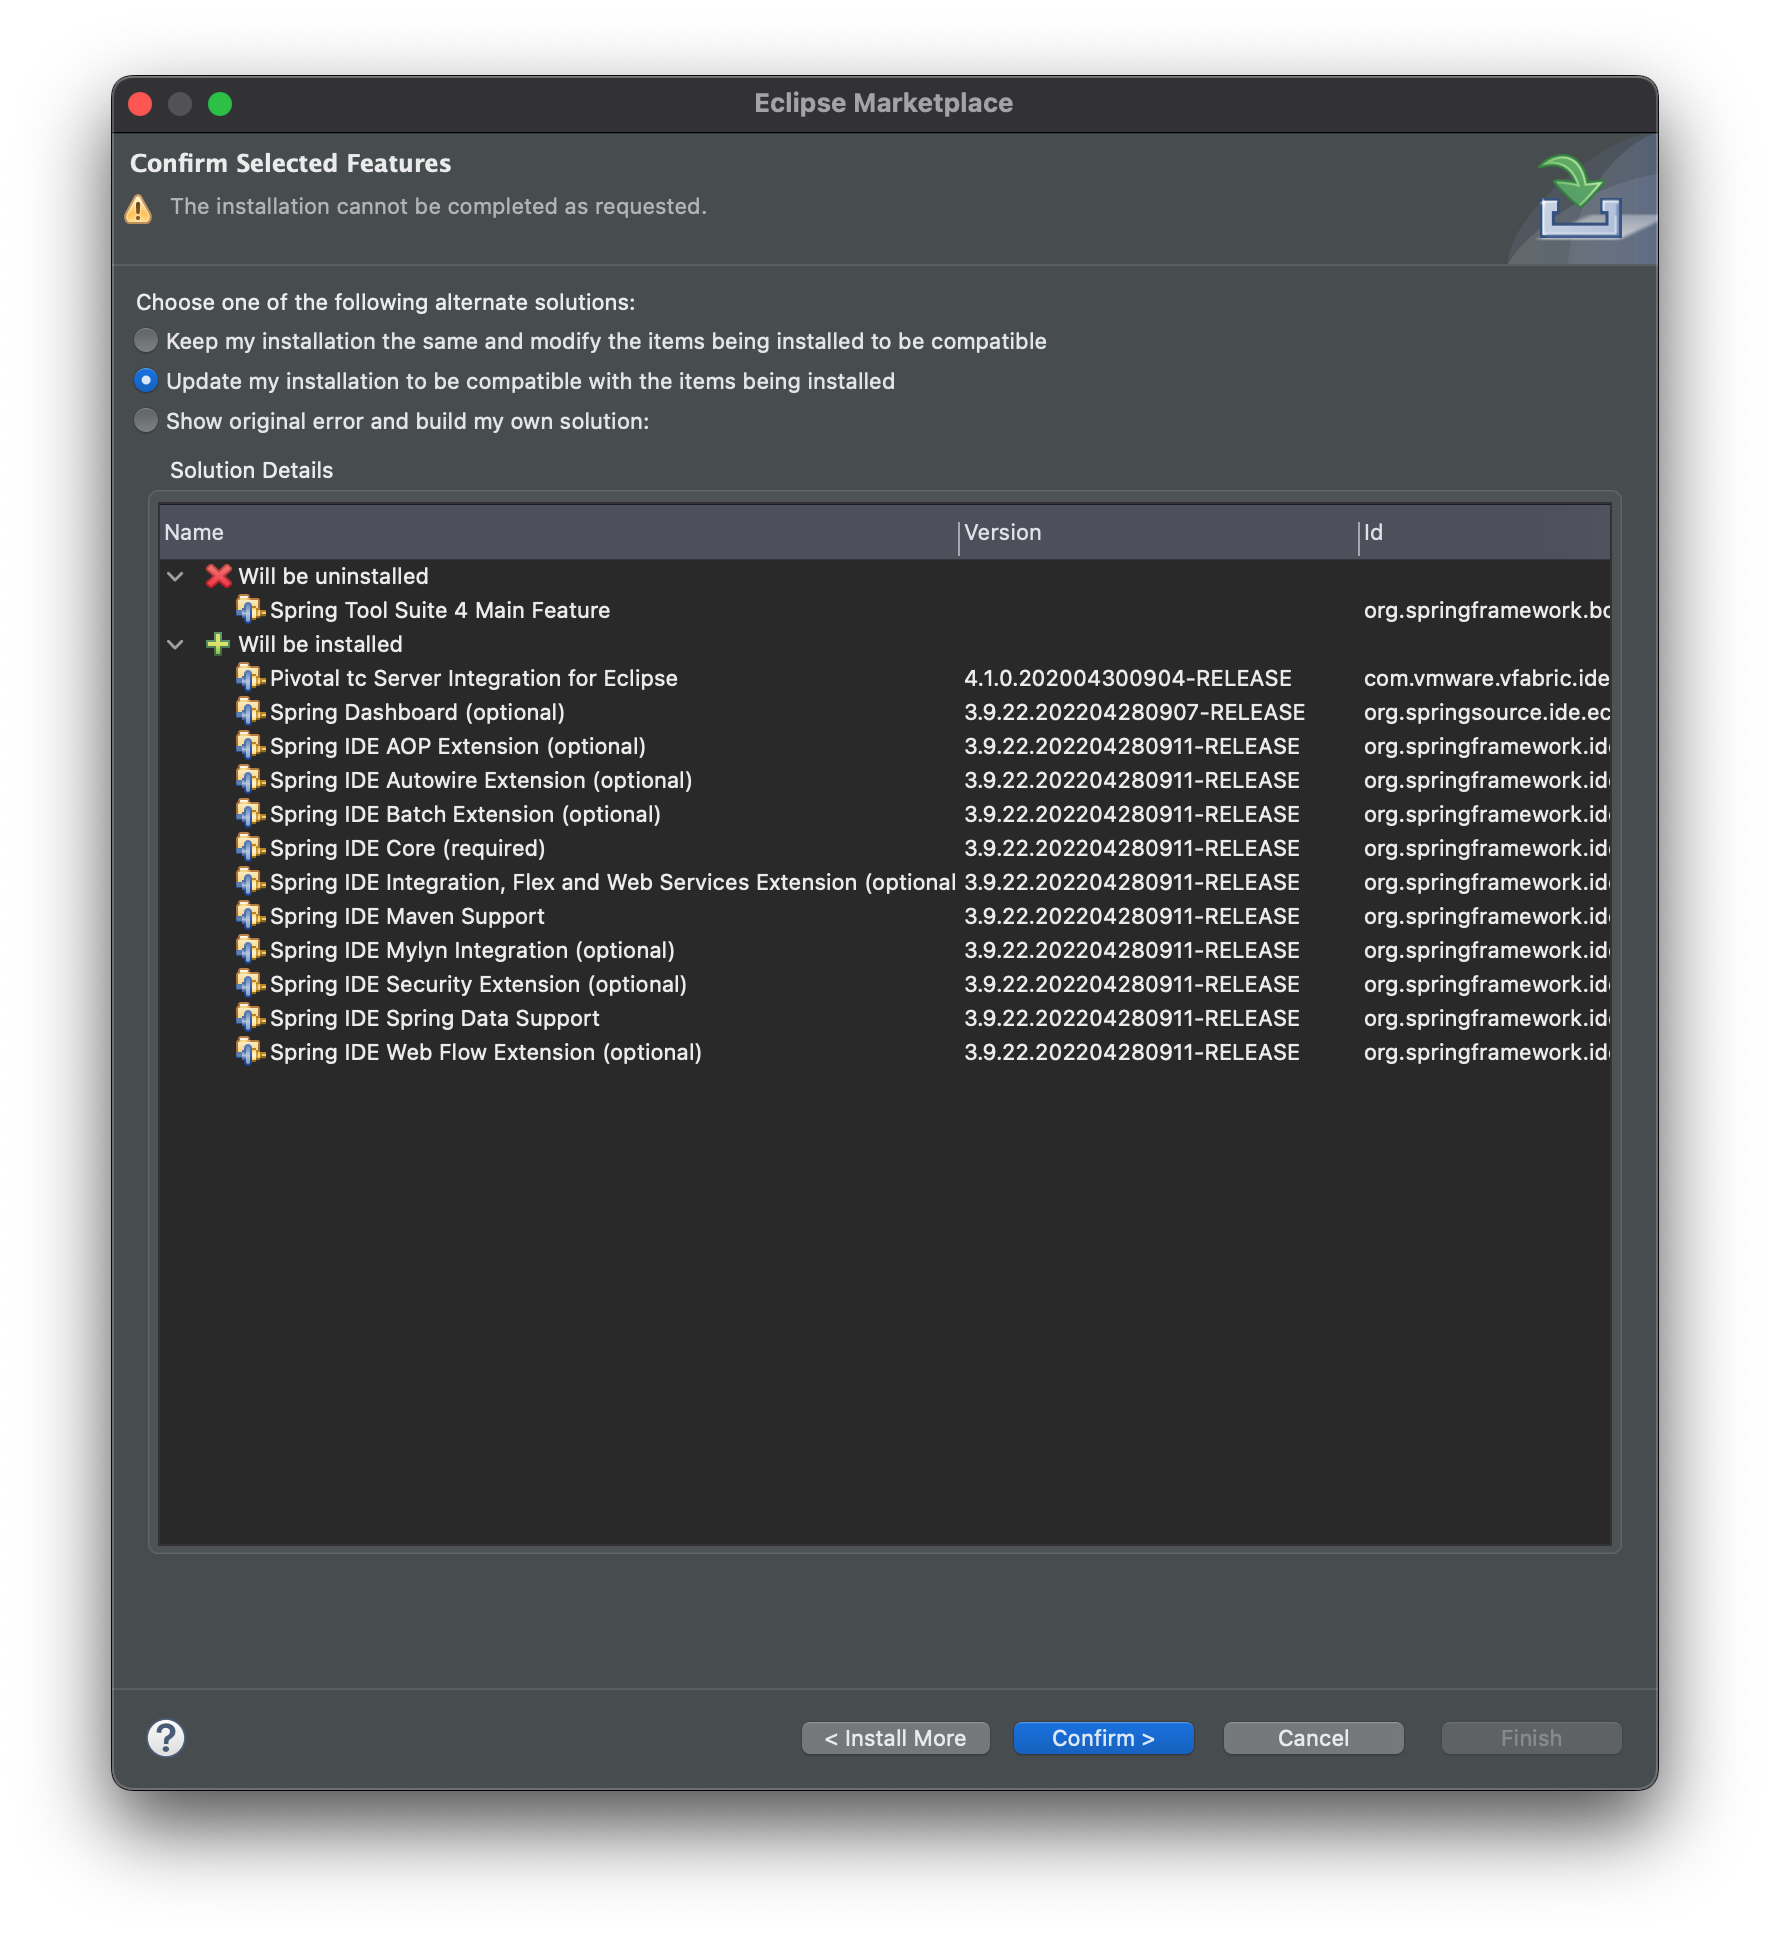 Eclipse Marketplace
Confirm Selected Features
The installation cannot be completed as requested.
Choose one of the following alternate solutions:
Keep my installation the same and modify the items being installed to be compatible
Update my installation to be compatible with the items being installed
Show original error and build my own solution:
Solution Details
Name Version Id
Will be uninstalled
Spring Tool Suite 4 Main Feature org.springframework.bo
Will be installed
Pivotal tc Server Integration for Eclipse 4.1.0.202004300904-RELEASE com.vmware.vfabric.ide
Spring Dashboard (optional) 3.9.22.202204280907-RELEASE org.springsource.ide.ec
Spring IDE AOP Extension (optional) 3.9.22.202204280911-RELEASE org.springframework.id
Spring IDE Autowire Extension (optional) 3.9.22.202204280911-RELEASE org.springframework.id
Spring IDE Batch Extension (optional) 3.9.22.202204280911-RELEASE org.springframework.id
Spring IDE Core (required) 3.9.22.202204280911-RELEASE org.springframework.id
Spring IDE Integration, Flex and Web Services Extension (optional 3.9.22.202204280911-RELEASE org.springframework.id
Spring IDE Maven Support 3.9.22.202204280911-RELEASE org.springframework.id
Spring IDE Mylyn Integration (optional) 3.9.22.202204280911-RELEASE org.springframework.id
Spring IDE Security Extension (optional) 3.9.22.202204280911-RELEASE org.springframework.id
Spring IDE Spring Data Support 3.9.22.202204280911-RELEASE org.springframework.id
Spring IDE Web Flow Extension (optional) 3.9.22.202204280911-RELEASE org.springframework.id
? < Install More Confirm > Cancel Finish